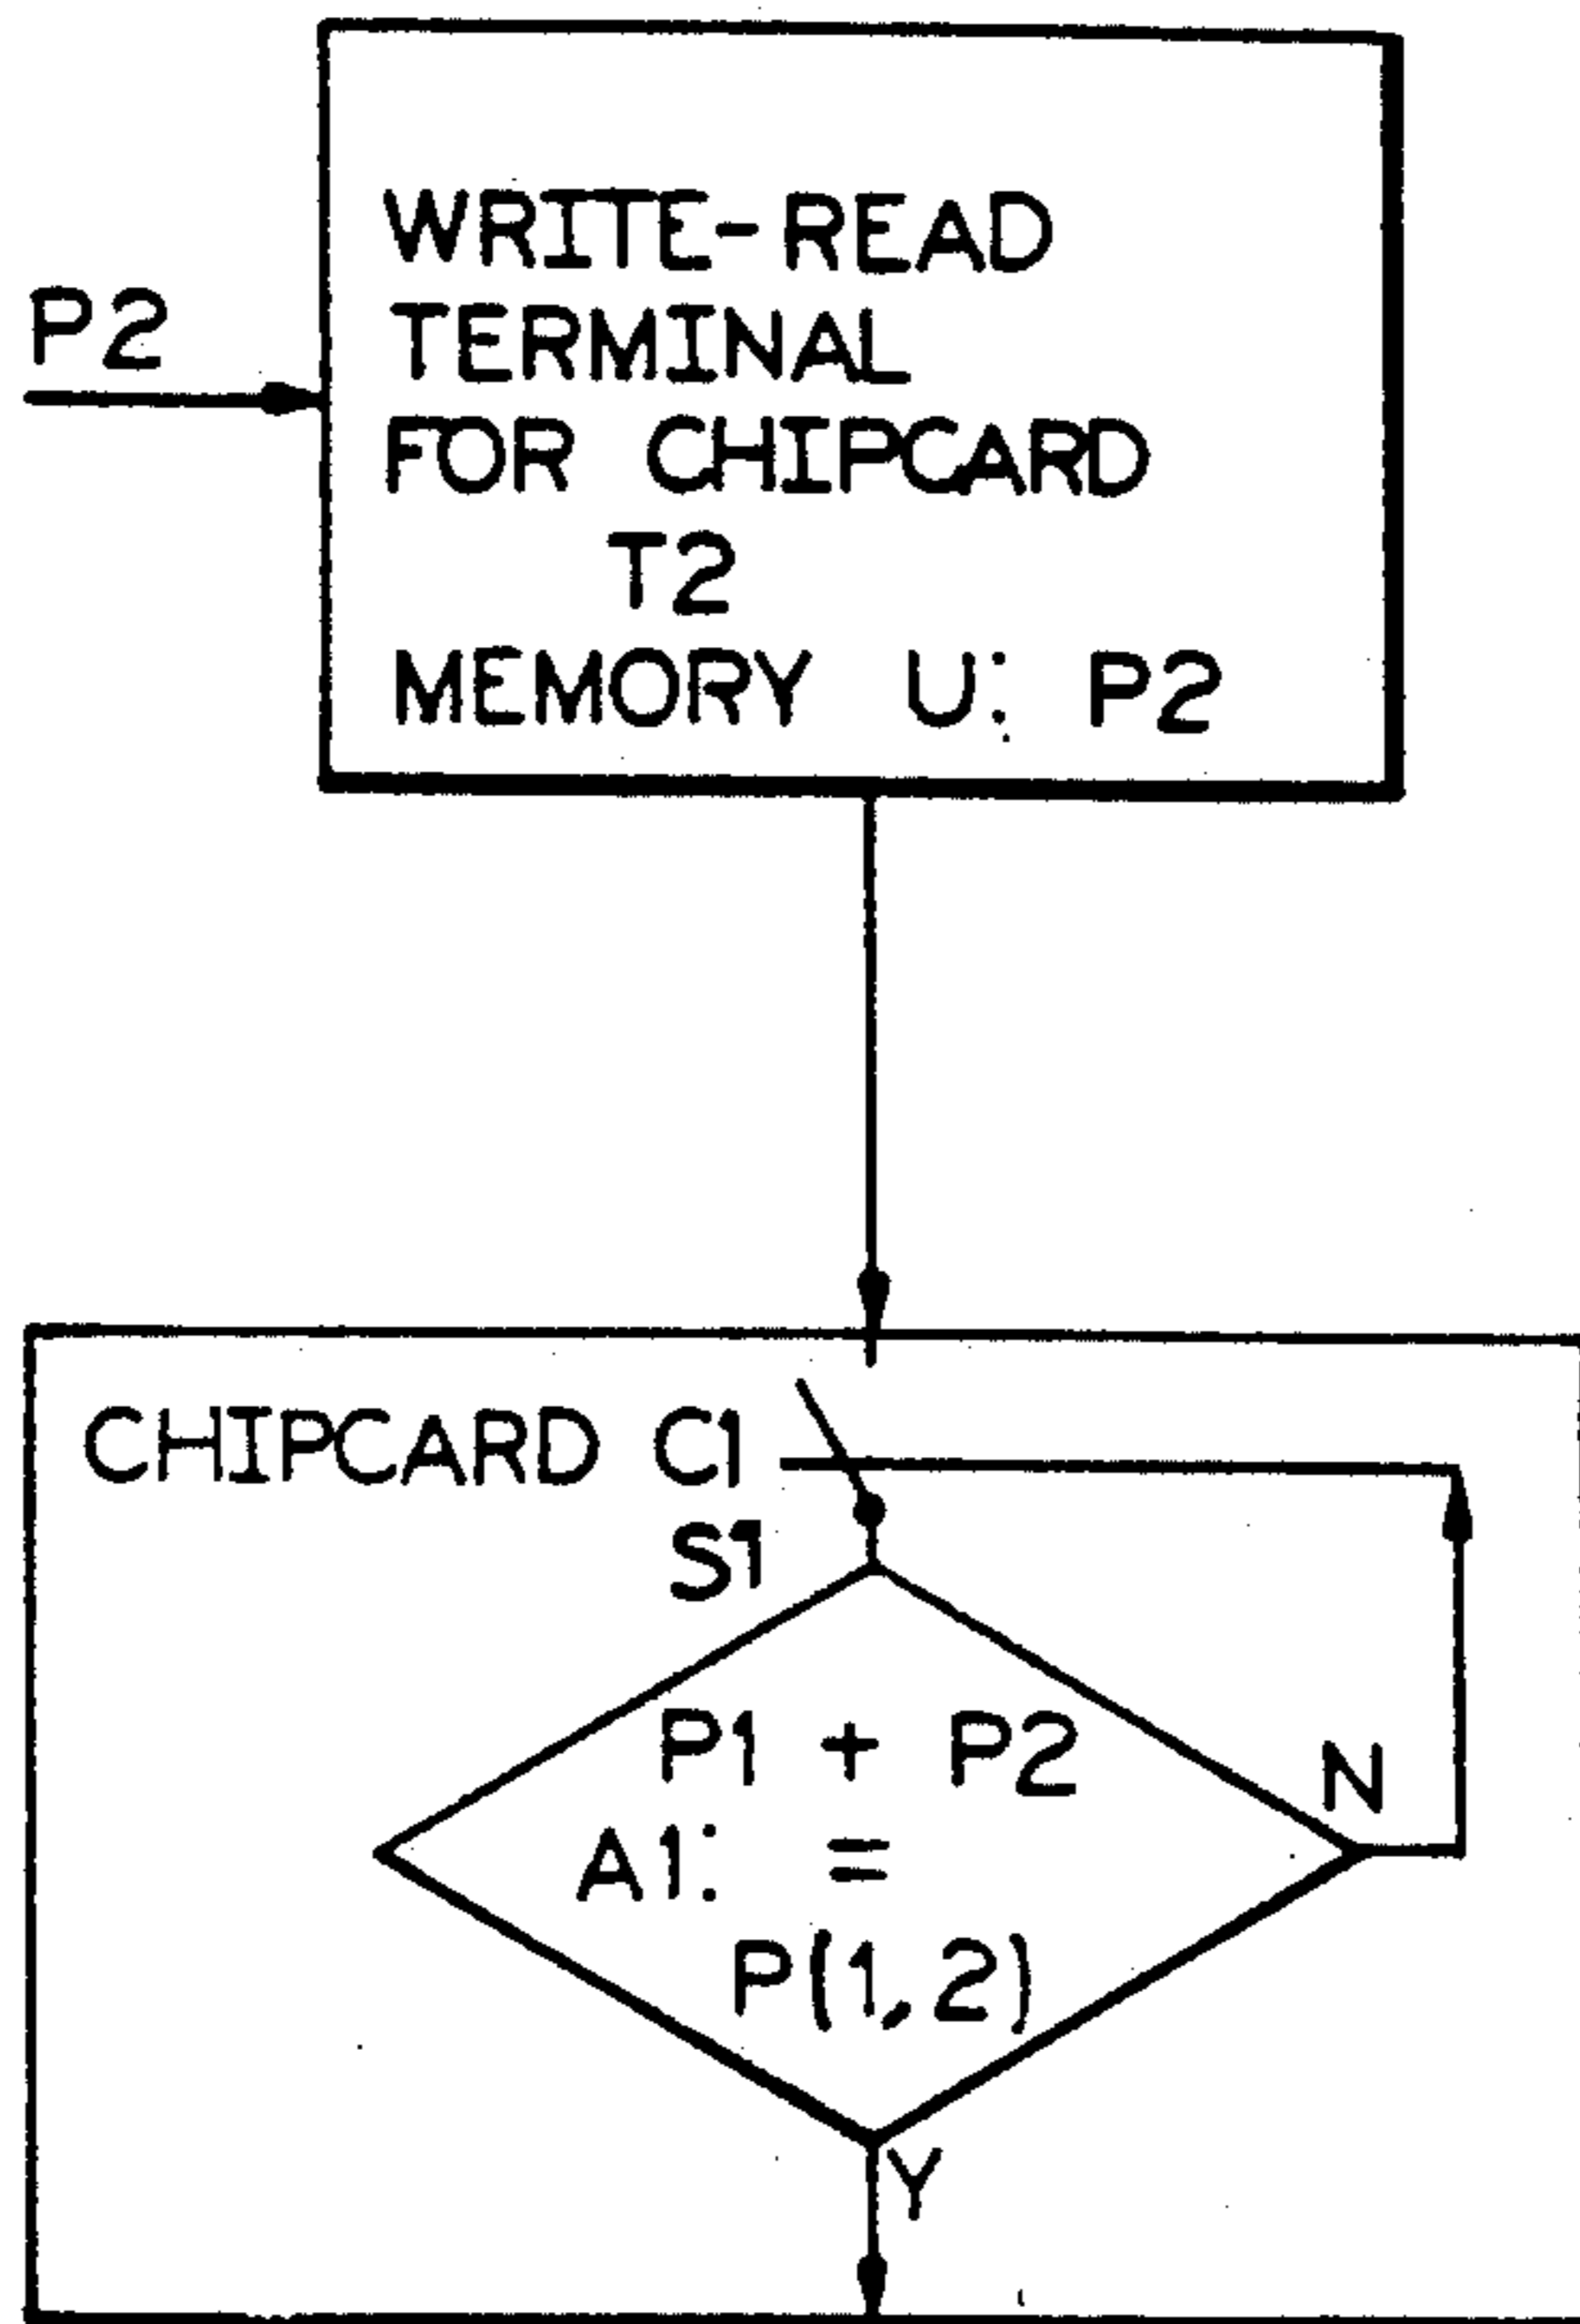 WRITE-READ
TERMINAL
P2
FOR CHIPCARD
T2
MEMORY U: P2
CHIPCARD C1
S1
P1 + P2
N
A1: =
P(1,2)
Y